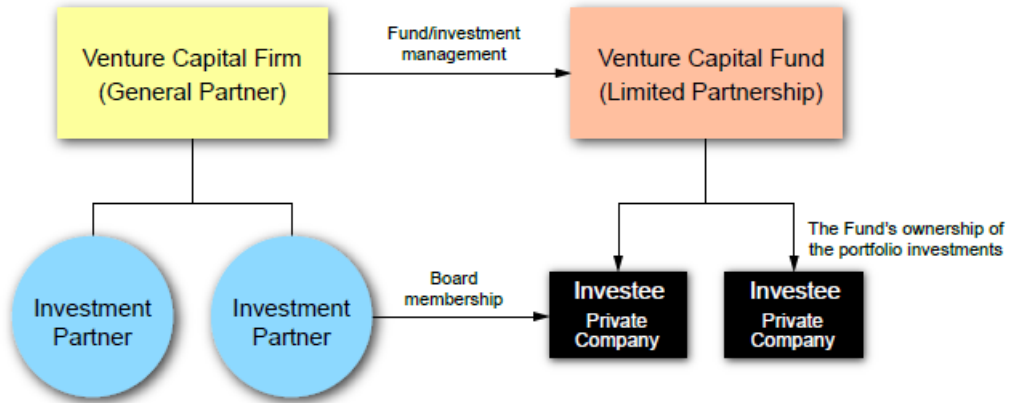 Venture Capital Firm
(General Partner)
Fund/investment
management
Venture Capital Fund
(Limited Partnership)
The Fund's ownership of
the portfolio investments
Investment
Partner
Investment
Partner
Board
membership
Investee
Private
Company
Investee
Private
Company